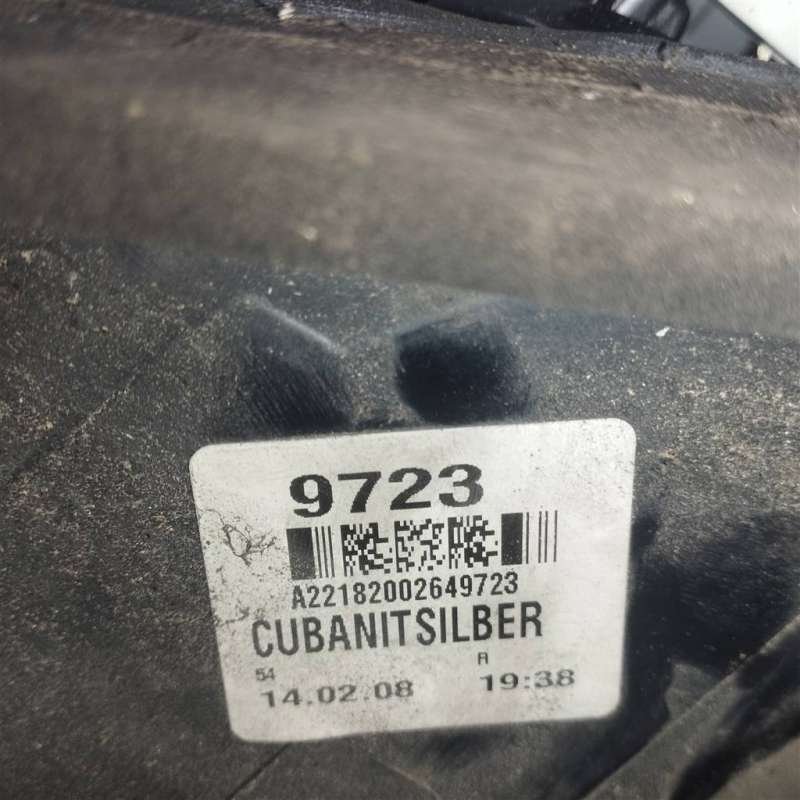 9723
A22182002649723
CUBANITSILBER
54 R
14.02.08 19:38